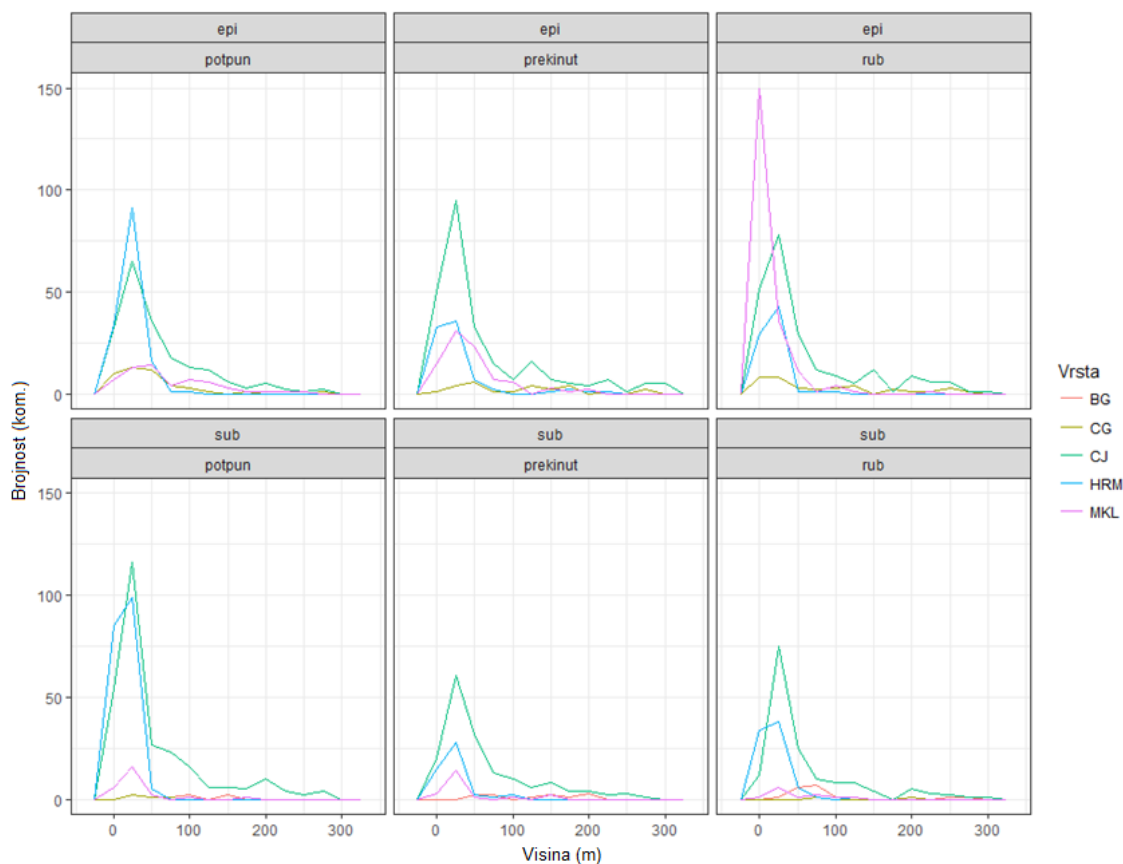 epi
epi
epi
potpun
prekinut
rub
150
100
50
0
sub
sub
sub
potpun
prekinut
rub
150
100
50
0
0
100
200
300
0
100
200
300
0
100
200
300
Visina (m)
Brojnost (kom.)
Vrsta
BG
CG
CJ
HRM
MKL